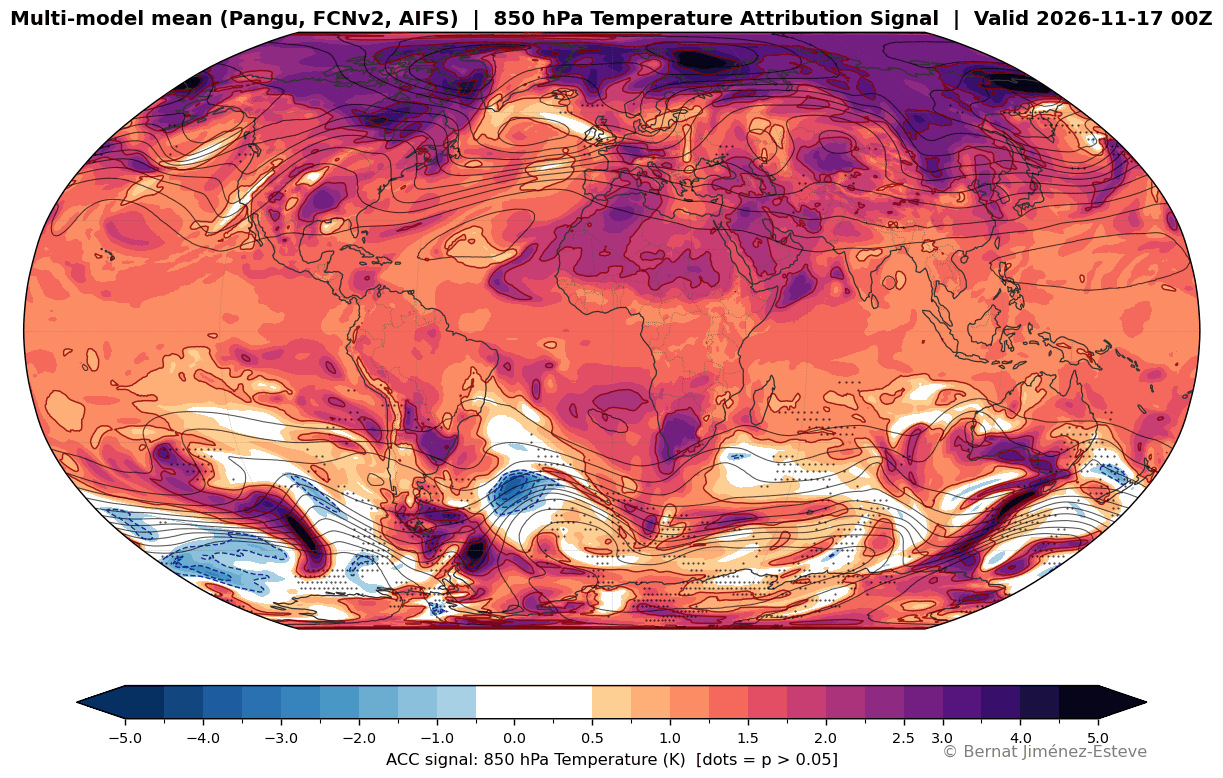 Multi-model mean (Pangu, FCNv2, AIFS) | 850 hPa Temperature Attribution Signal | Valid 2026-11-17 00Z
−5.0 −4.0 −3.0 −2.0 −1.0 0.0 0.5 1.0 1.5 2.0 2.5 3.0 4.0 5.0
ACC signal: 850 hPa Temperature (K) [dots = p > 0.05]
© Bernat Jiménez-Esteve